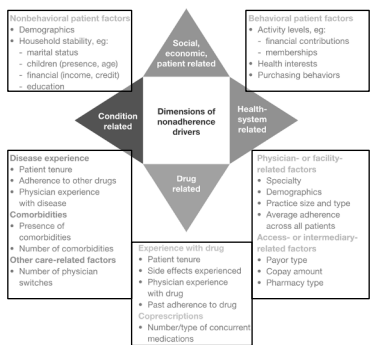 Nonbehavioral patient factors
• Demographics
• Household stability, eg:
- marital status
- children (presence, age)
- financial (income, credit)
- education
Behavioral patient factors
• Activity levels, eg:
- financial contributions
- memberships
• Health interests
• Purchasing behaviors
Social,
economic,
patient related
Condition
related
Dimensions of
nonadherence
drivers
Health-
system
related
Drug
related
Disease experience
• Patient tenure
• Adherence to other drugs
• Physician experience
with disease
Comorbidities
• Presence of
comorbidities
• Number of comorbidities
Other care-related factors
• Number of physician
switches
Experience with drug
• Patient tenure
• Side effects experienced
• Physician experience
with drug
• Past adherence to drug
Coprescriptions
• Number/type of concurrent
medications
Physician- or facility-
related factors
• Specialty
• Demographics
• Practice size and type
• Average adherence
across all patients
Access- or intermediary-
related factors
• Payor type
• Copay amount
• Pharmacy type